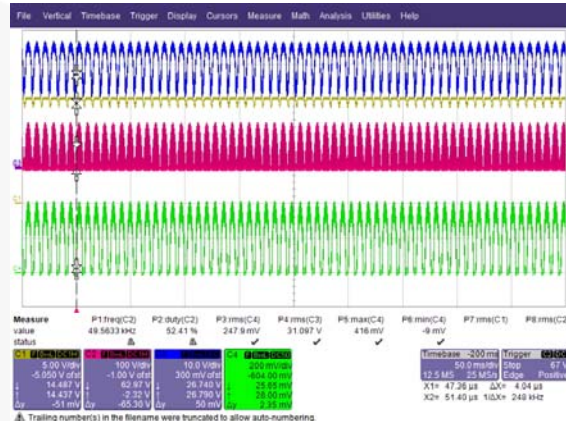 File Vertical Timebase Trigger Display Cursors Measure Math Analysis Utilities Help
Measure P1:freq(C2) P2:duty(C2) P3:rms(C4) P4:rms(C3) P5:max(C4) P6:min(C4) P7:rms(C1) P8:rms(C2)
value 49.5633 kHz 52.41 % 247.9 mV 31.097 V 416 mV -9 mV
status
C1 C2 C4 Timebase -200 ms Trigger
5.00 V/div 100 V/div 10.0 V/div 200 mV/div 50.0 ms/div Stop 67 V
-5.050 V ofst -1.00 V ofst 300 mV ofst -604.00 mV 12.5 MS 25 MS/s Edge Positive
14.487 V 62.97 V 26.740 V 25.65 mV X1= 47.36 µs ΔX= 4.04 µs
14.437 V -2.32 V 26.790 V 28.00 mV X2= 51.40 µs 1/ΔX= 248 kHz
Δy -51 mV Δy -65.30 V Δy 50 mV Δy 2.35 mV
Trailing number(s) in the filename were truncated to allow auto-numbering.